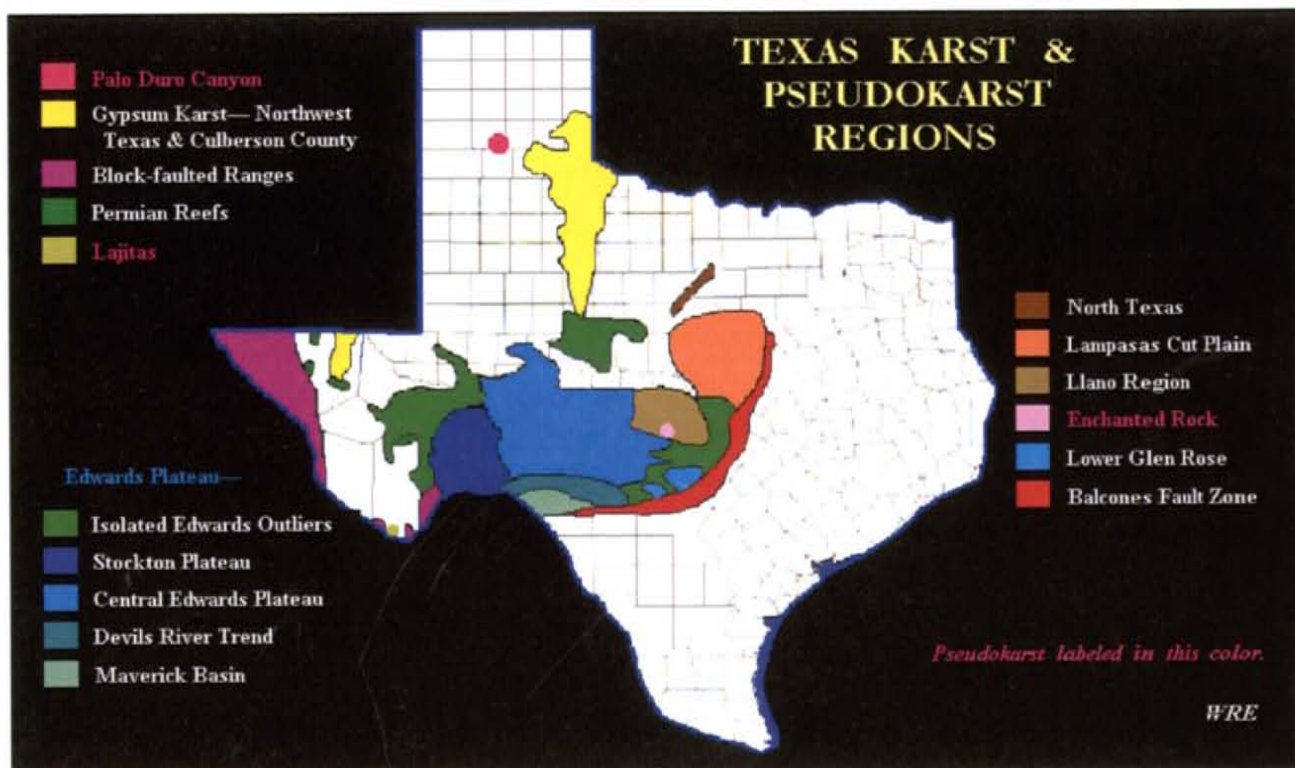 TEXAS KARST &
PSEUDOKARST
REGIONS
Palo Duro Canyon
Gypsum Karst— Northwest
Texas & Culberson County
Block-faulted Ranges
Permian Reefs
Lajitas
Edwards Plateau—
Isolated Edwards Outliers
Stockton Plateau
Central Edwards Plateau
Devils River Trend
Maverick Basin
North Texas
Lampasas Cut Plain
Llano Region
Enchanted Rock
Lower Glen Rose
Balcones Fault Zone
Pseudokarst labeled in this color.
WRE